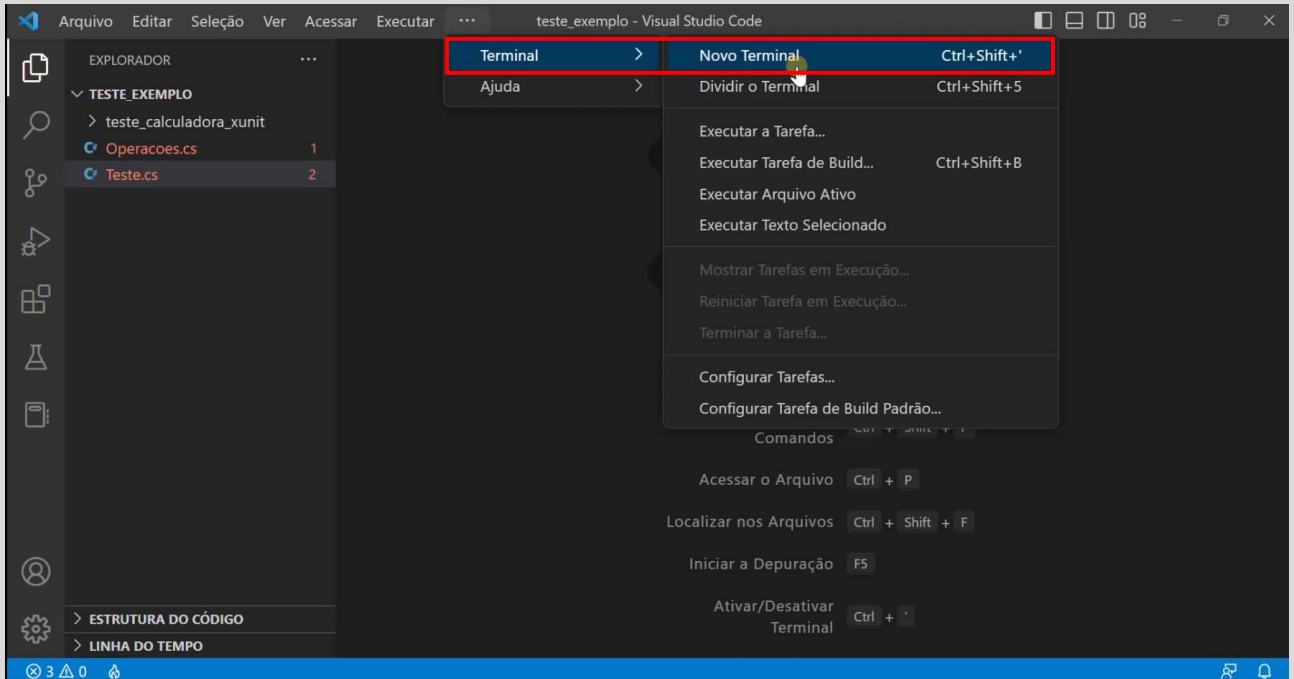 Arquivo Editar Seleção Ver Acessar Executar ··· teste_exemplo - Visual Studio Code
EXPLORADOR ···
TESTE_EXEMPLO
teste_calculadora_xunit
Operacoes.cs 1
Teste.cs 2
Terminal
Ajuda
Novo Terminal Ctrl+Shift+'
Dividir o Terminal Ctrl+Shift+5
Executar a Tarefa...
Executar Tarefa de Build... Ctrl+Shift+B
Executar Arquivo Ativo
Executar Texto Selecionado
Mostrar Tarefas em Execução...
Reiniciar Tarefa em Execução...
Terminar a Tarefa...
Configurar Tarefas...
Configurar Tarefa de Build Padrão...
Comandos Ctrl + Shift +
Acessar o Arquivo Ctrl + P
Localizar nos Arquivos Ctrl + Shift + F
Iniciar a Depuração F5
Ativar/Desativar
Terminal Ctrl + '
ESTRUTURA DO CÓDIGO
LINHA DO TEMPO
3 0